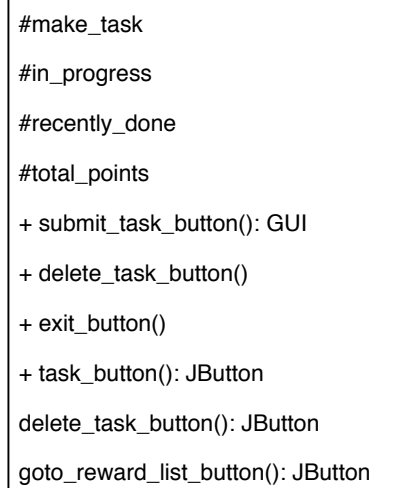 #make_task
#in_progress
#recently_done
#total_points
+ submit_task_button(): GUI
+ delete_task_button()
+ exit_button()
+ task_button(): JButton
delete_task_button(): JButton
goto_reward_list_button(): JButton